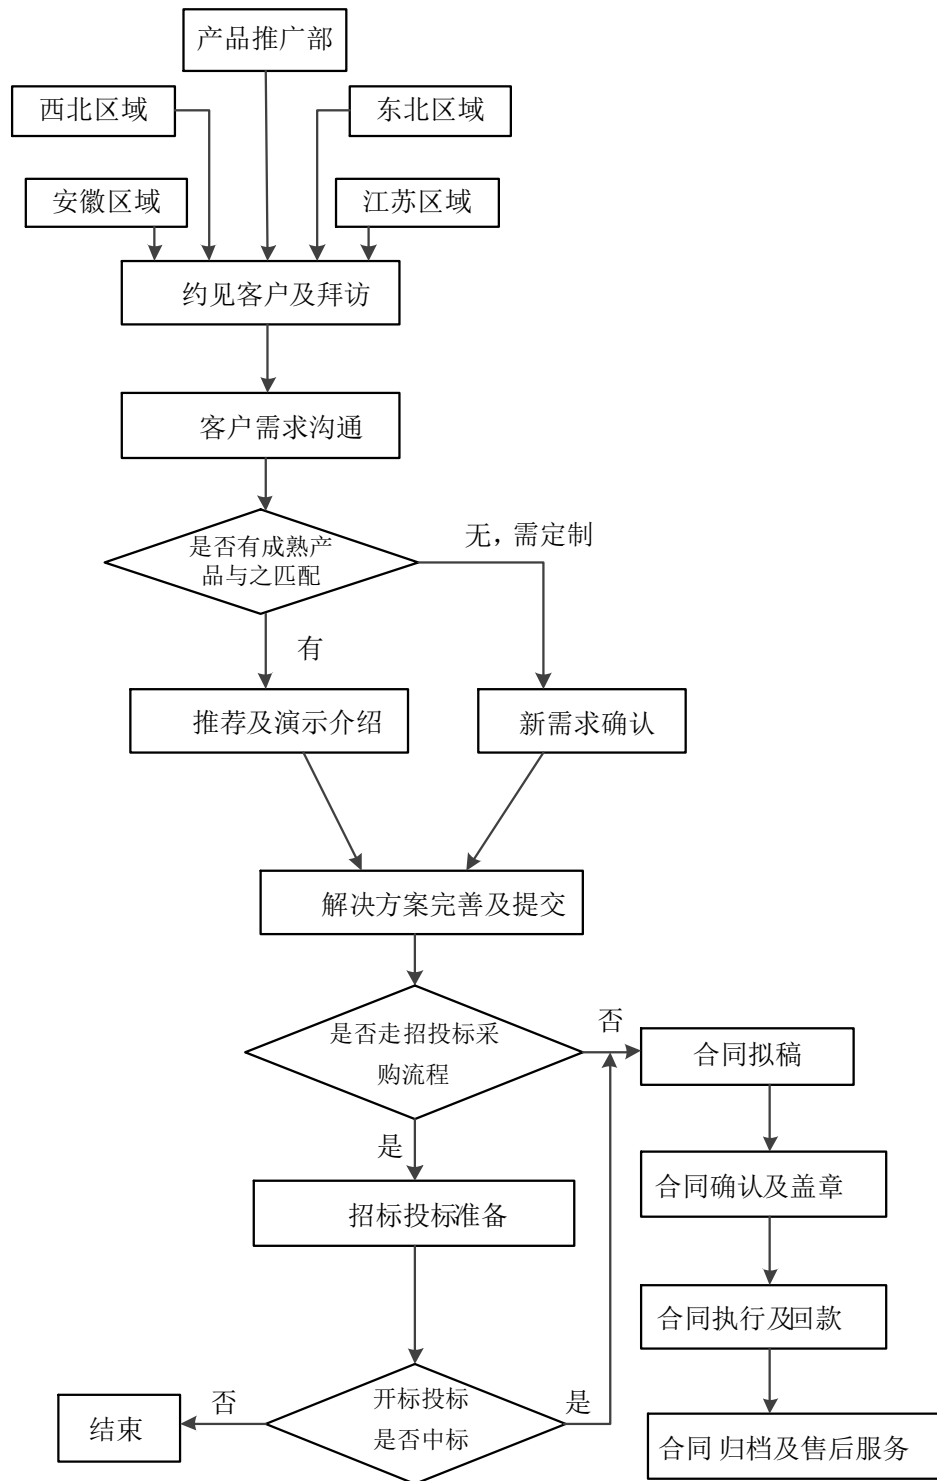 产品推广部
西北区域
东北区域
安徽区域
江苏区域
约见客户及拜访
客户需求沟通
是否有成熟产
品与之匹配
无，需定制
有
推荐及演示介绍
新需求确认
解决方案完善及提交
是否走招投标采
购流程
否
合同拟稿
是
合同确认及盖章
招标投标准备
合同执行及回款
开标投标
是否中标
否
是
结束
合同归档及售后服务